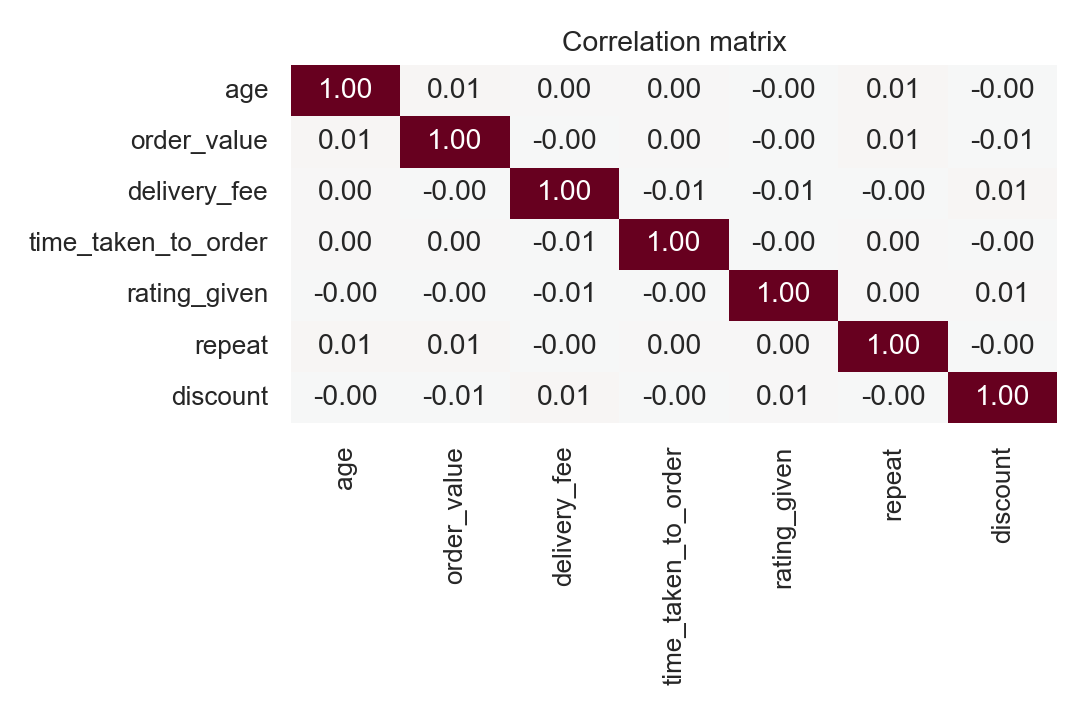 Correlation matrix
age 1.00 0.01 0.00 0.00 -0.00 0.01 -0.00
order_value 0.01 1.00 -0.00 0.00 -0.00 0.01 -0.01
delivery_fee 0.00 -0.00 1.00 -0.01 -0.01 -0.00 0.01
time_taken_to_order 0.00 0.00 -0.01 1.00 -0.00 0.00 -0.00
rating_given -0.00 -0.00 -0.01 -0.00 1.00 0.00 0.01
repeat 0.01 0.01 -0.00 0.00 0.00 1.00 -0.00
discount -0.00 -0.01 0.01 -0.00 0.01 -0.00 1.00
age
order_value
delivery_fee
time_taken_to_order
rating_given
repeat
discount